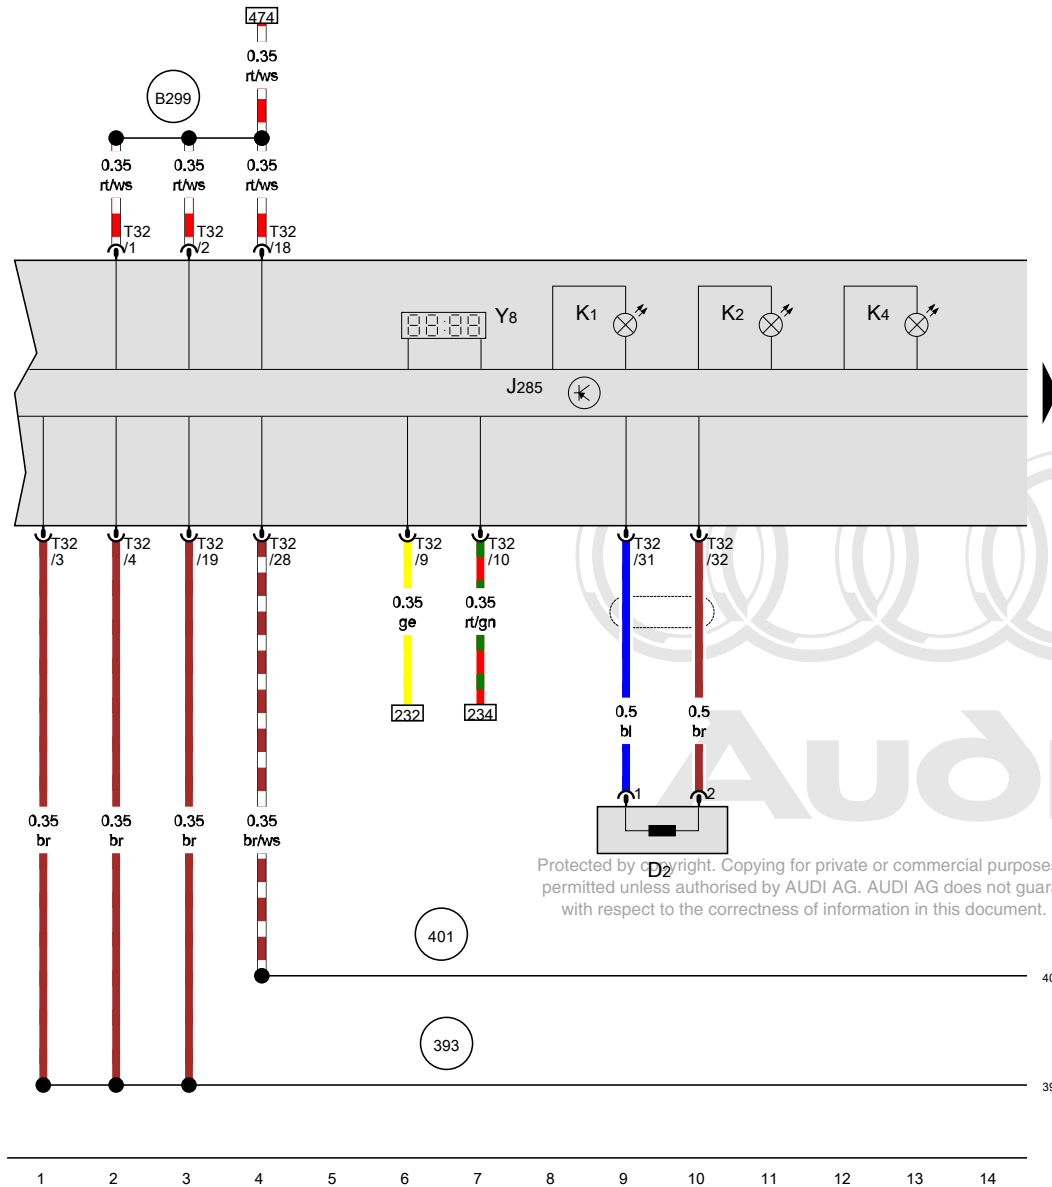 474
0.35
rt/ws
B299
0.35 0.35 0.35
rt/ws rt/ws rt/ws
T32 T32 T32
/1 /2 /18
Y8 K1 K2 K4
J285
T32 T32 T32 T32 T32 T32 T32 T32
/3 /4 /19 /28 /9 /10 /31 /32
0.35 0.35
ge rt/gn
232 234
0.5 0.5
bl br
1 2
0.35 0.35 0.35 0.35
br br br br/ws
D2
Audi
Protected by copyright. Copying for private or commercial purposes
permitted unless authorised by AUDI AG. AUDI AG does not guara
with respect to the correctness of information in this document.
401
40
393
39
1 2 3 4 5 6 7 8 9 10 11 12 13 14